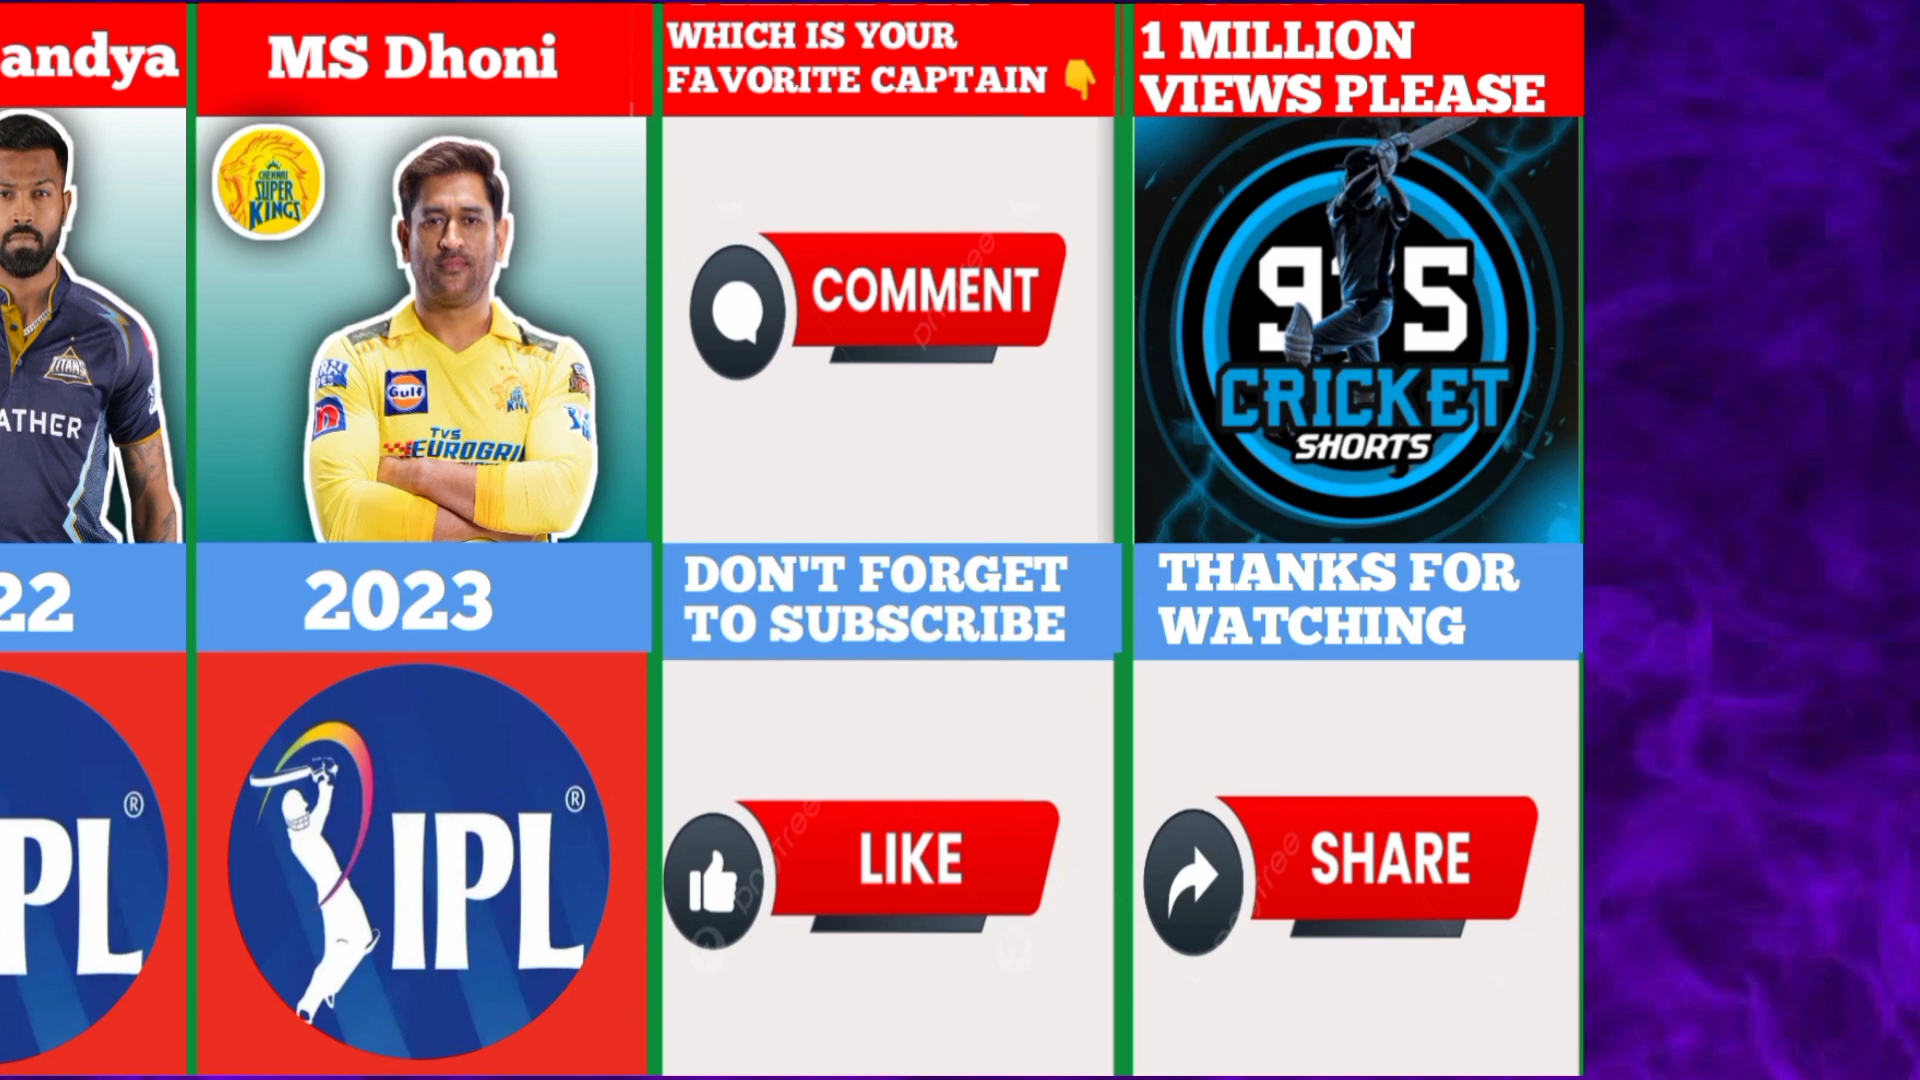 andya
TITANS
ATHER
22
PL
®
MS Dhoni
CHENNAI
SUPER
KINGS
Gulf
TVS
EUROGRI
2023
IPL
®
WHICH IS YOUR
FAVORITE CAPTAIN 👇
COMMENT
DON'T FORGET
TO SUBSCRIBE
LIKE
1 MILLION
VIEWS PLEASE
CRICKET
SHORTS
THANKS FOR
WATCHING
SHARE